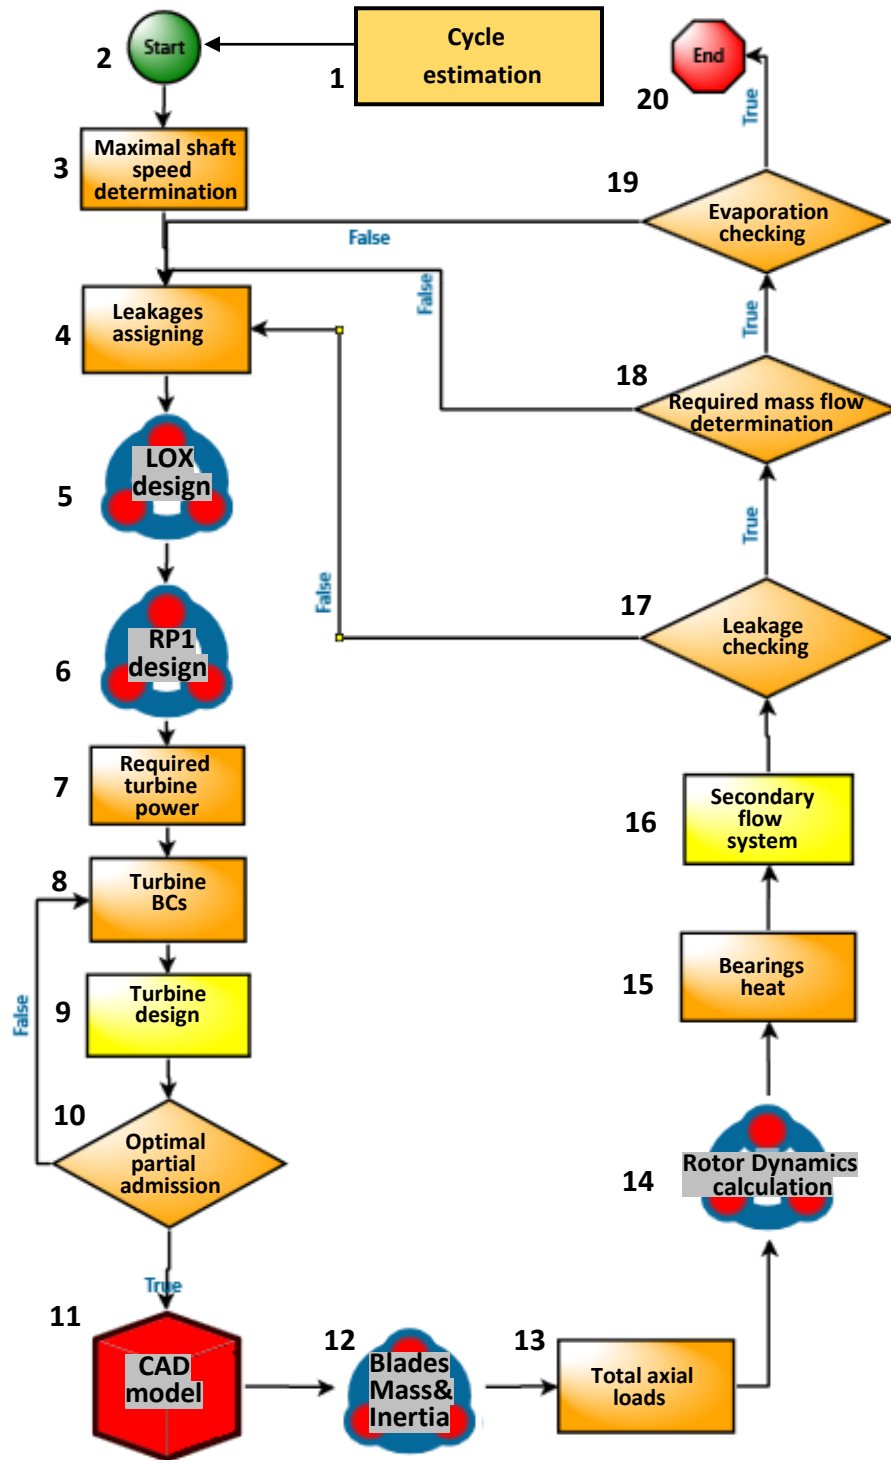 1
Cycle
estimation
2
Start
3
Maximal shaft
speed
determination
4
Leakages
assigning
5
LOX
design
6
RP1
design
7
Required
turbine
power
8
Turbine
BCs
9
Turbine
design
False
10
Optimal
partial
admission
True
11
CAD
model
12
Blades
Mass&
Inertia
13
Total axial
loads
14
Rotor Dynamics
calculation
15
Bearings
heat
16
Secondary
flow
system
17
Leakage
checking
False
True
18
Required mass flow
determination
False
True
19
Evaporation
checking
False
True
20
End